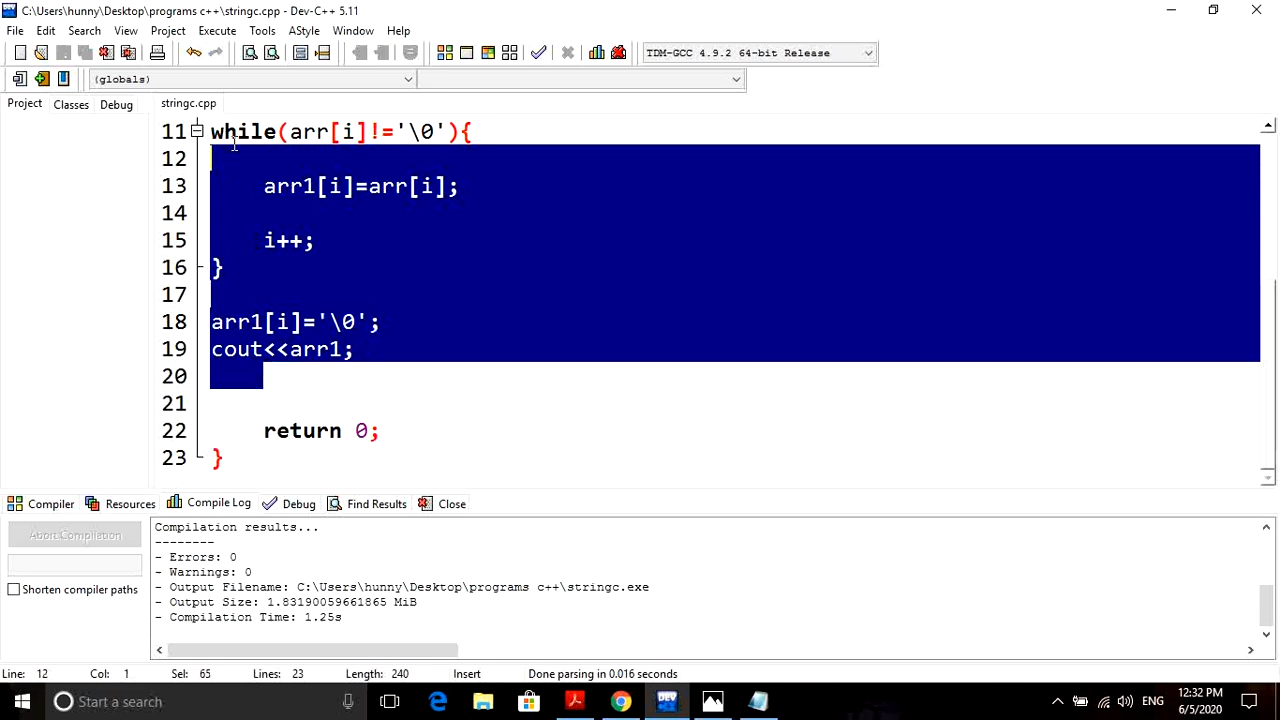 C:\Users\hunny\Desktop\programs c++\stringc.cpp - Dev-C++ 5.11
File Edit Search View Project Execute Tools AStyle Window Help
TDM-GCC 4.9.2 64-bit Release
(globals)
Project Classes Debug stringc.cpp
11 while(arr[i]!='\0'){
12
13 arr1[i]=arr[i];
14
15 i++;
16 }
17
18 arr1[i]='\0';
19 cout<<arr1;
20
21
22 return 0;
23 }
Compiler Resources Compile Log Debug Find Results Close
Abort Compilation
Shorten compiler paths
Compilation results...
--------
- Errors: 0
- Warnings: 0
- Output Filename: C:\Users\hunny\Desktop\programs c++\stringc.exe
- Output Size: 1.83190059661865 MiB
- Compilation Time: 1.25s
Line: 12 Col: 1 Sel: 65 Lines: 23 Length: 240 Insert Done parsing in 0.016 seconds
Start a search
DEV
ENG
12:32 PM
6/5/2020